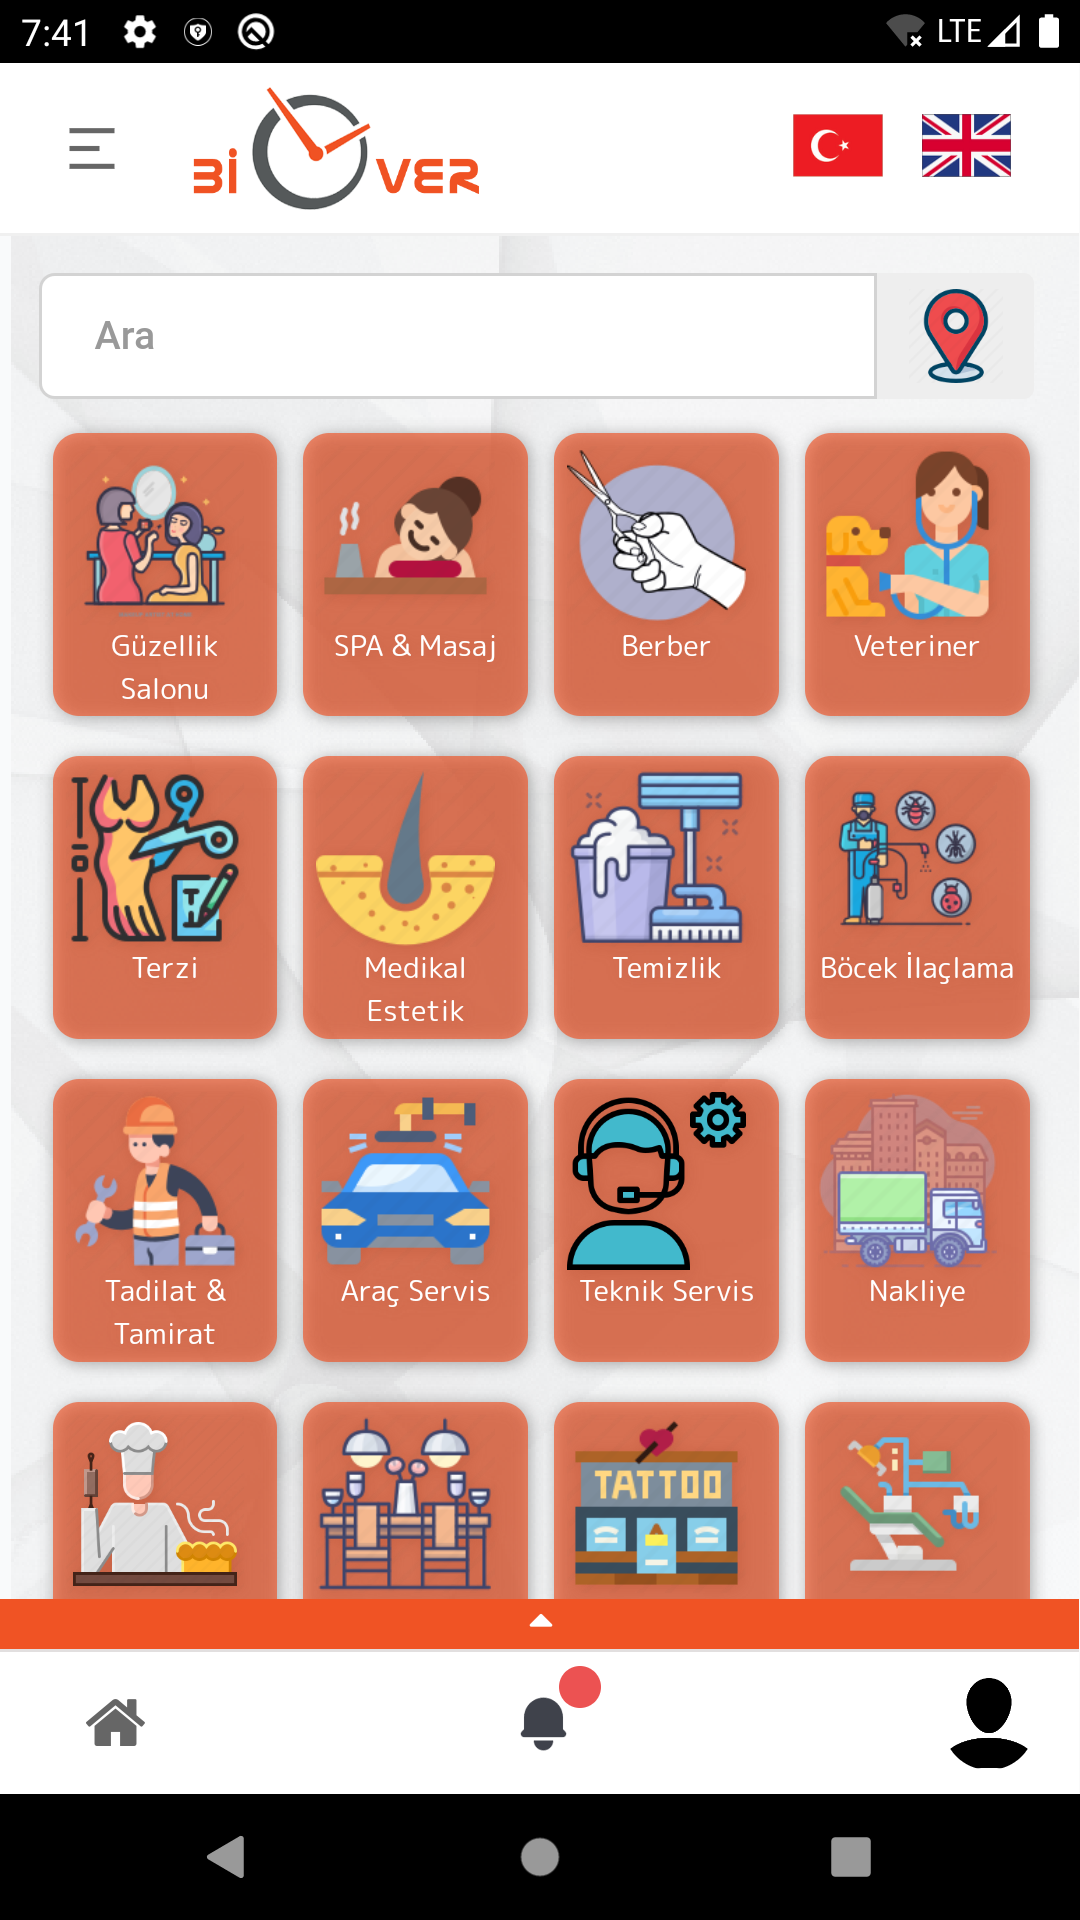 7:41 LTE
Bi VER
Ara
Güzellik Salonu
SPA & Masaj
Berber
Veteriner
Terzi
Medikal Estetik
Temizlik
Böcek İlaçlama
Tadilat & Tamirat
Araç Servis
Teknik Servis
Nakliye
TATTOO